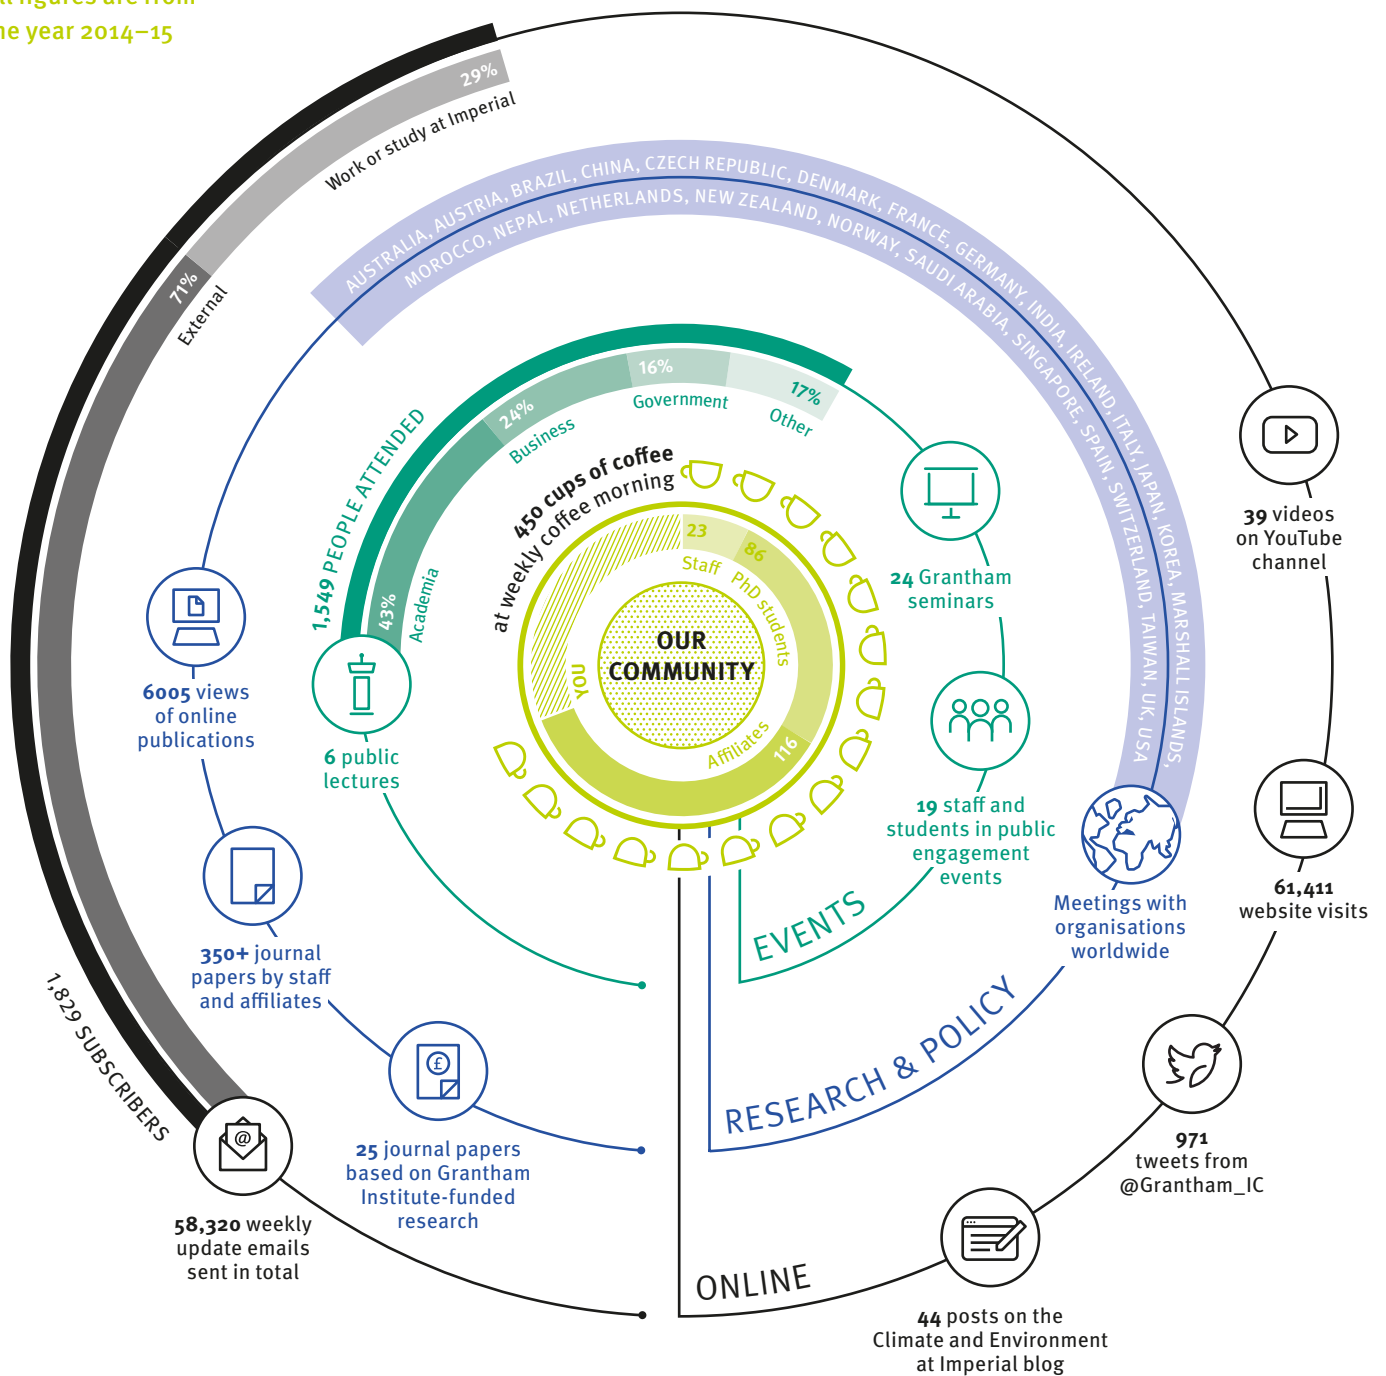 ll figures are from
ne year 2014–15
29%
Work or study at Imperial
71%
External
1,829 SUBSCRIBERS
AUSTRALIA, AUSTRIA, BRAZIL, CHINA, CZECH REPUBLIC, DENMARK, FRANCE, GERMANY, INDIA, IRELAND, ITALY, JAPAN, KOREA, MARSHALL ISLANDS,
MOROCCO, NEPAL, NETHERLANDS, NEW ZEALAND, NORWAY, SAUDI ARABIA, SINGAPORE, SPAIN, SWITZERLAND, TAIWAN, UK, USA
1,549 PEOPLE ATTENDED
43%
Academia
24%
Business
16%
Government
17%
Other
450 cups of coffee
at weekly coffee morning
23
Staff
86
PhD students
116
Affiliates
YOU
OUR
COMMUNITY
6 public
lectures
24 Grantham
seminars
19 staff and
students in public
engagement
events
EVENTS
6005 views
of online
publications
350+ journal
papers by staff
and affiliates
£
25 journal papers
based on Grantham
Institute-funded
research
Meetings with
organisations
worldwide
RESEARCH & POLICY
39 videos
on YouTube
channel
61,411
website visits
971
tweets from
@Grantham_IC
44 posts on the
Climate and Environment
at Imperial blog
@
58,320 weekly
update emails
sent in total
ONLINE